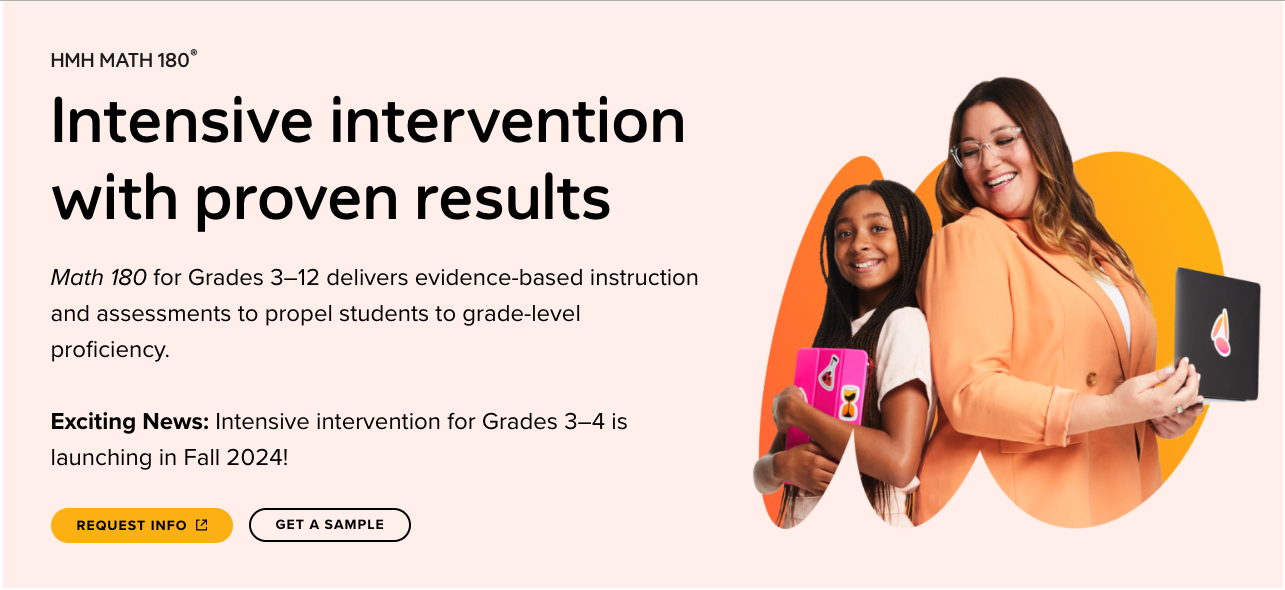 HMH MATH 180®
Intensive intervention
with proven results
Math 180 for Grades 3–12 delivers evidence-based instruction
and assessments to propel students to grade-level
proficiency.
Exciting News: Intensive intervention for Grades 3–4 is
launching in Fall 2024!
REQUEST INFO
GET A SAMPLE